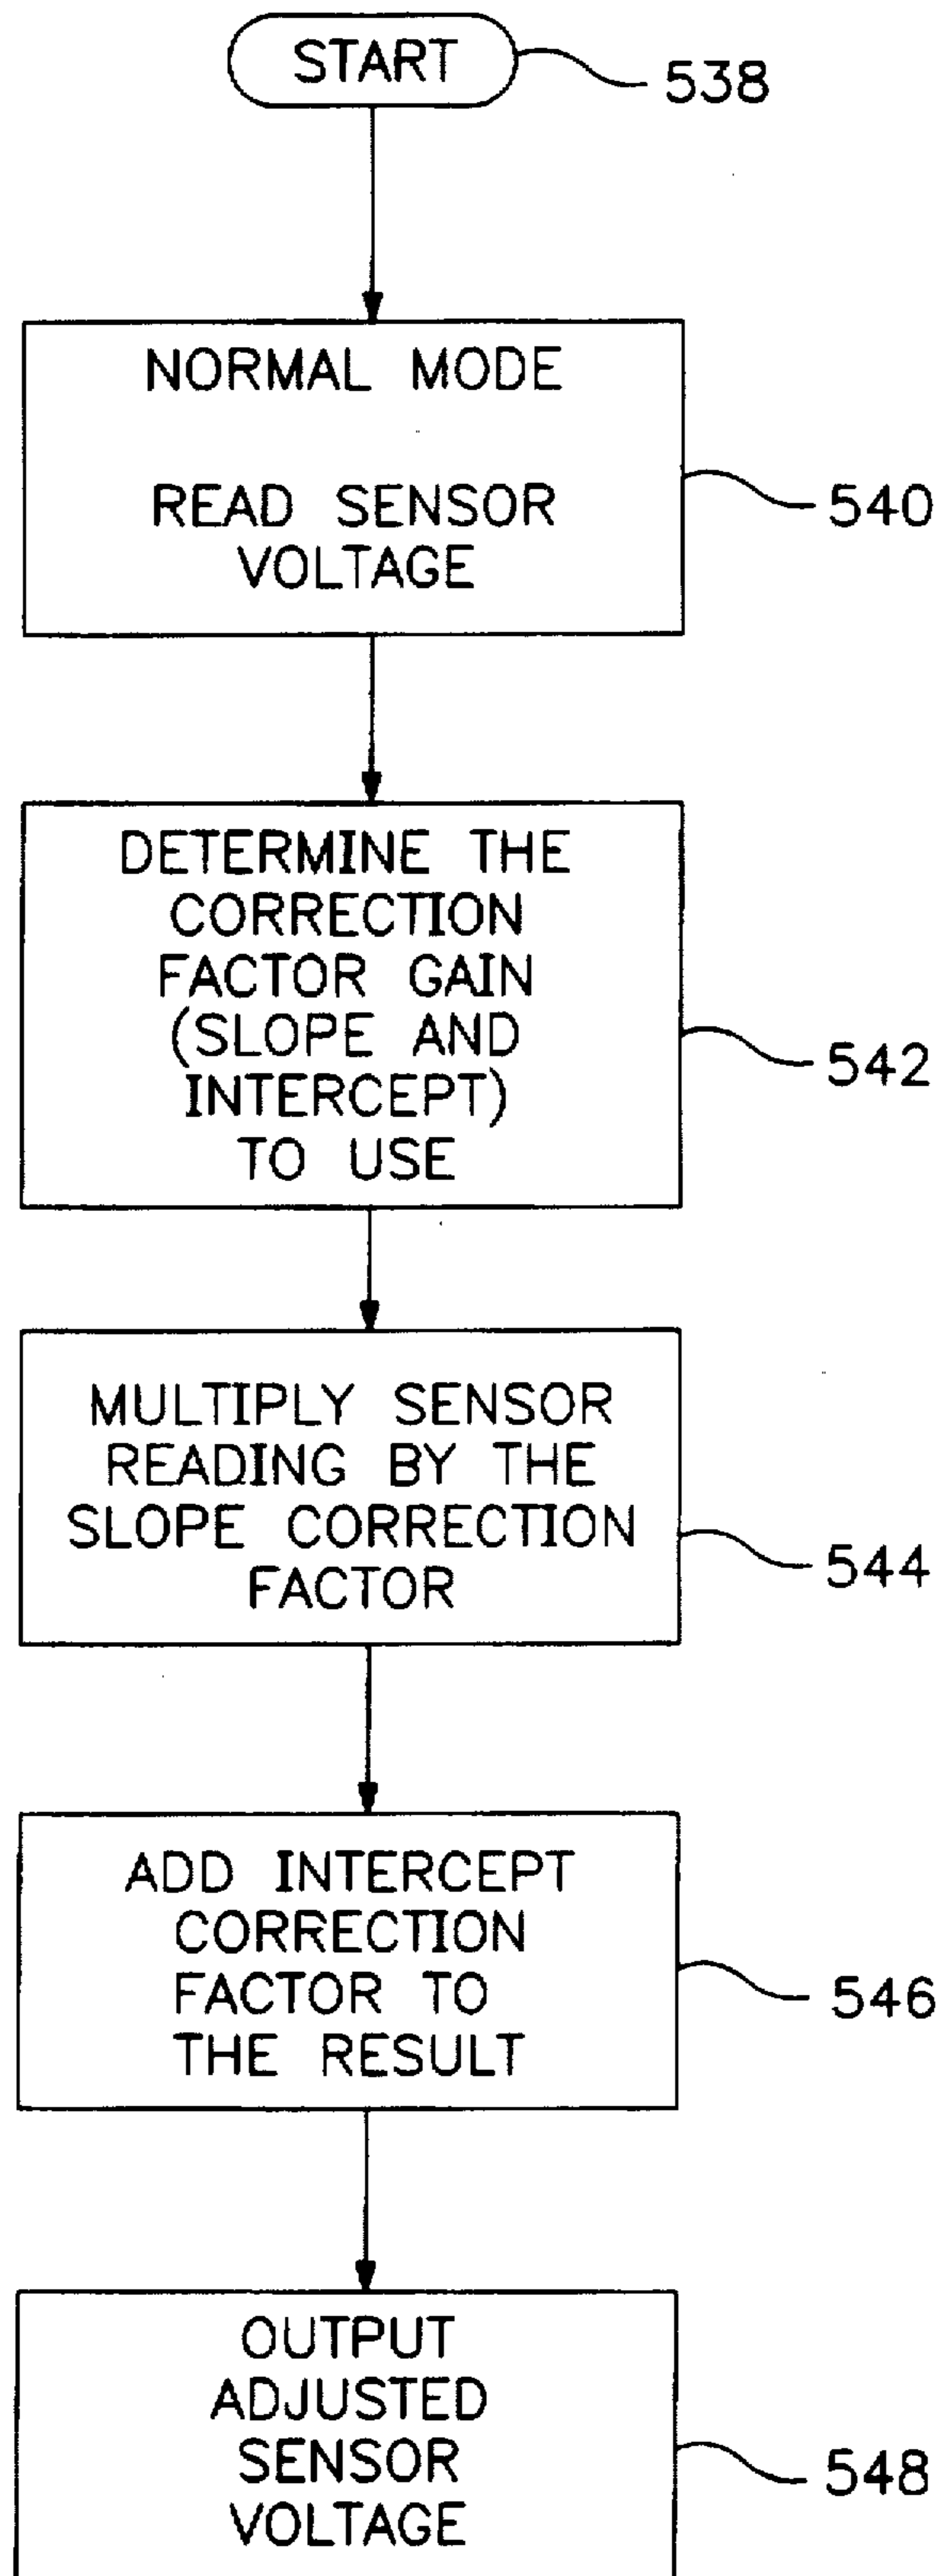 START
538
NORMAL MODE
READ SENSOR
VOLTAGE
540
DETERMINE THE
CORRECTION
FACTOR GAIN
(SLOPE AND
INTERCEPT)
TO USE
542
MULTIPLY SENSOR
READING BY THE
SLOPE CORRECTION
FACTOR
544
ADD INTERCEPT
CORRECTION
FACTOR TO
THE RESULT
546
OUTPUT
ADJUSTED
SENSOR
VOLTAGE
548